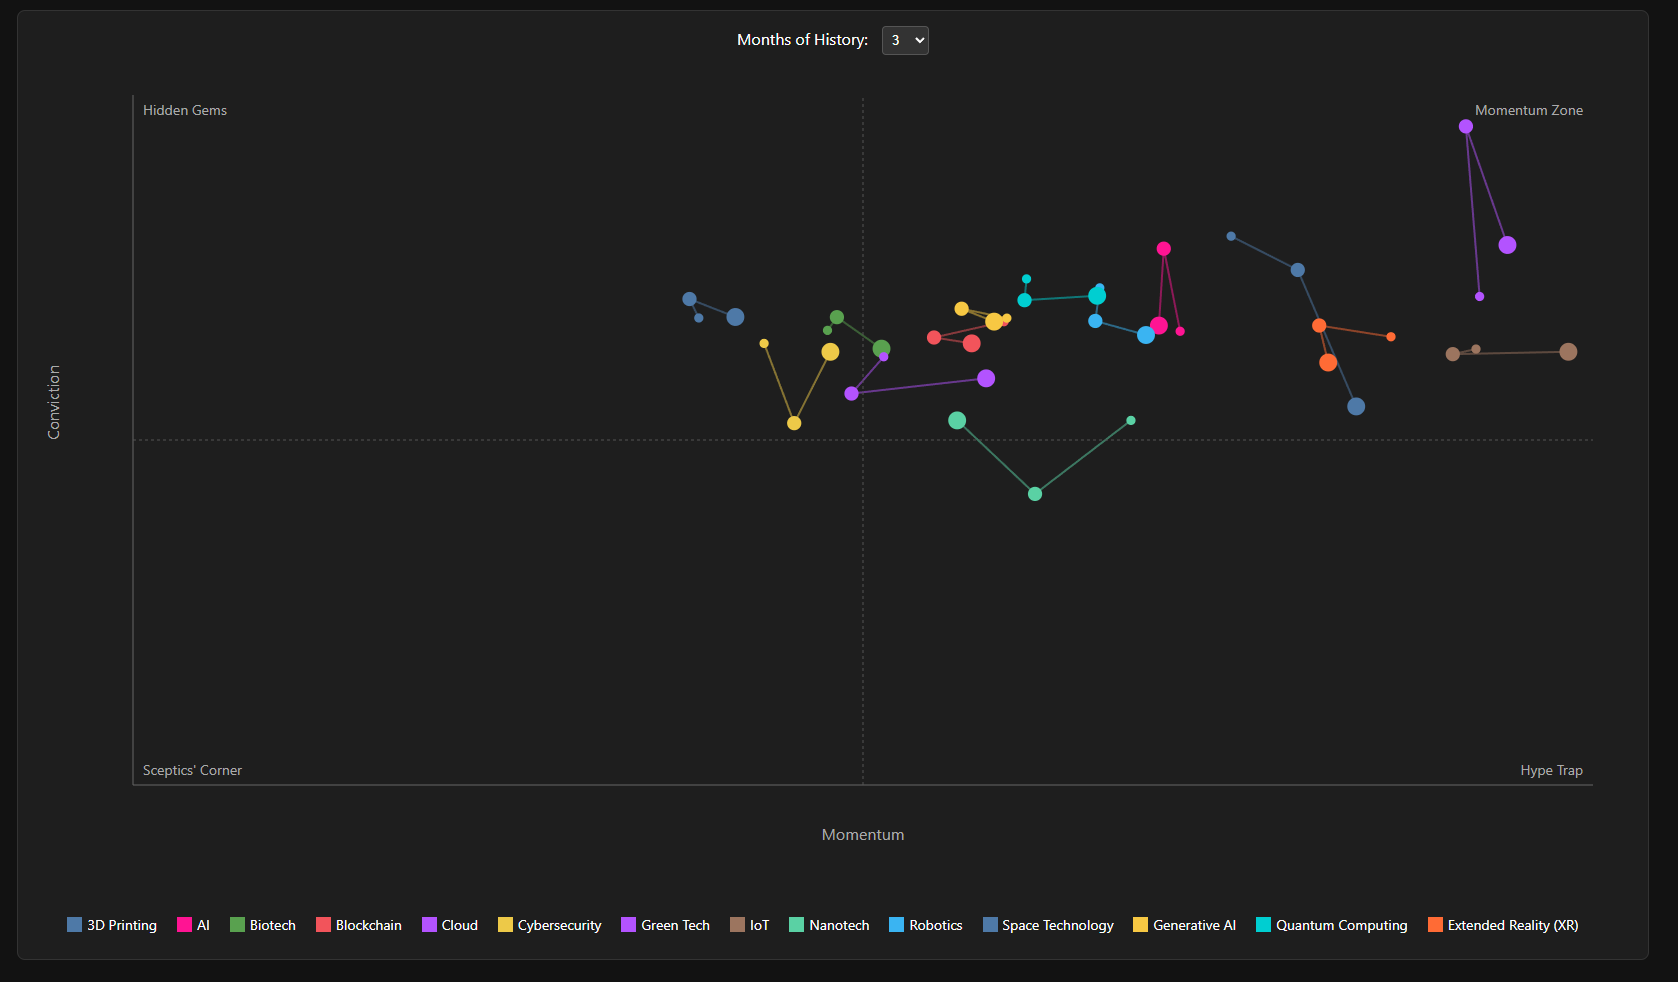 Months of History: 3
Hidden Gems
Momentum Zone
Conviction
Sceptics' Corner
Hype Trap
Momentum
3D Printing AI Biotech Blockchain Cloud Cybersecurity Green Tech IoT Nanotech Robotics Space Technology Generative AI Quantum Computing Extended Reality (XR)